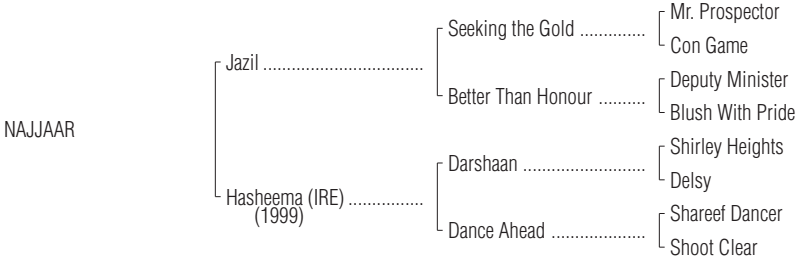 Mr. Prospector
Seeking the Gold ..............
Con Game
Jazil ..................................
Deputy Minister
Better Than Honour ..........
Blush With Pride
NAJJAAR
Shirley Heights
Darshaan ..........................
Delsy
Hasheema (IRE) ................
(1999)
Shareef Dancer
Dance Ahead ....................
Shoot Clear